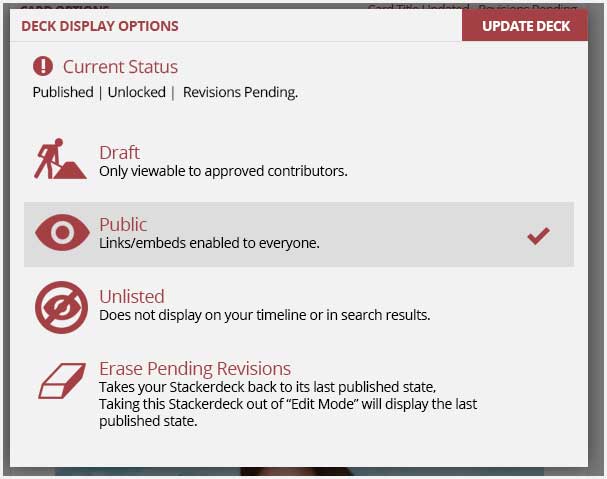 DECK DISPLAY OPTIONS
UPDATE DECK
Current Status
Published | Unlocked | Revisions Pending.
Draft
Only viewable to approved contributors.
Public
Links/embeds enabled to everyone.
Unlisted
Does not display on your timeline or in search results.
Erase Pending Revisions
Takes your Stackerdeck back to its last published state,
Taking this Stackerdeck out of “Edit Mode” will display the last
published state.